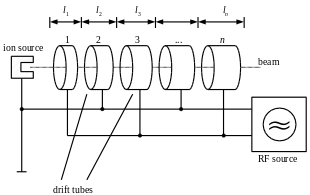 l1 l2 l3 ln
ion source 1 2 3 ... n
beam
RF source
drift tubes